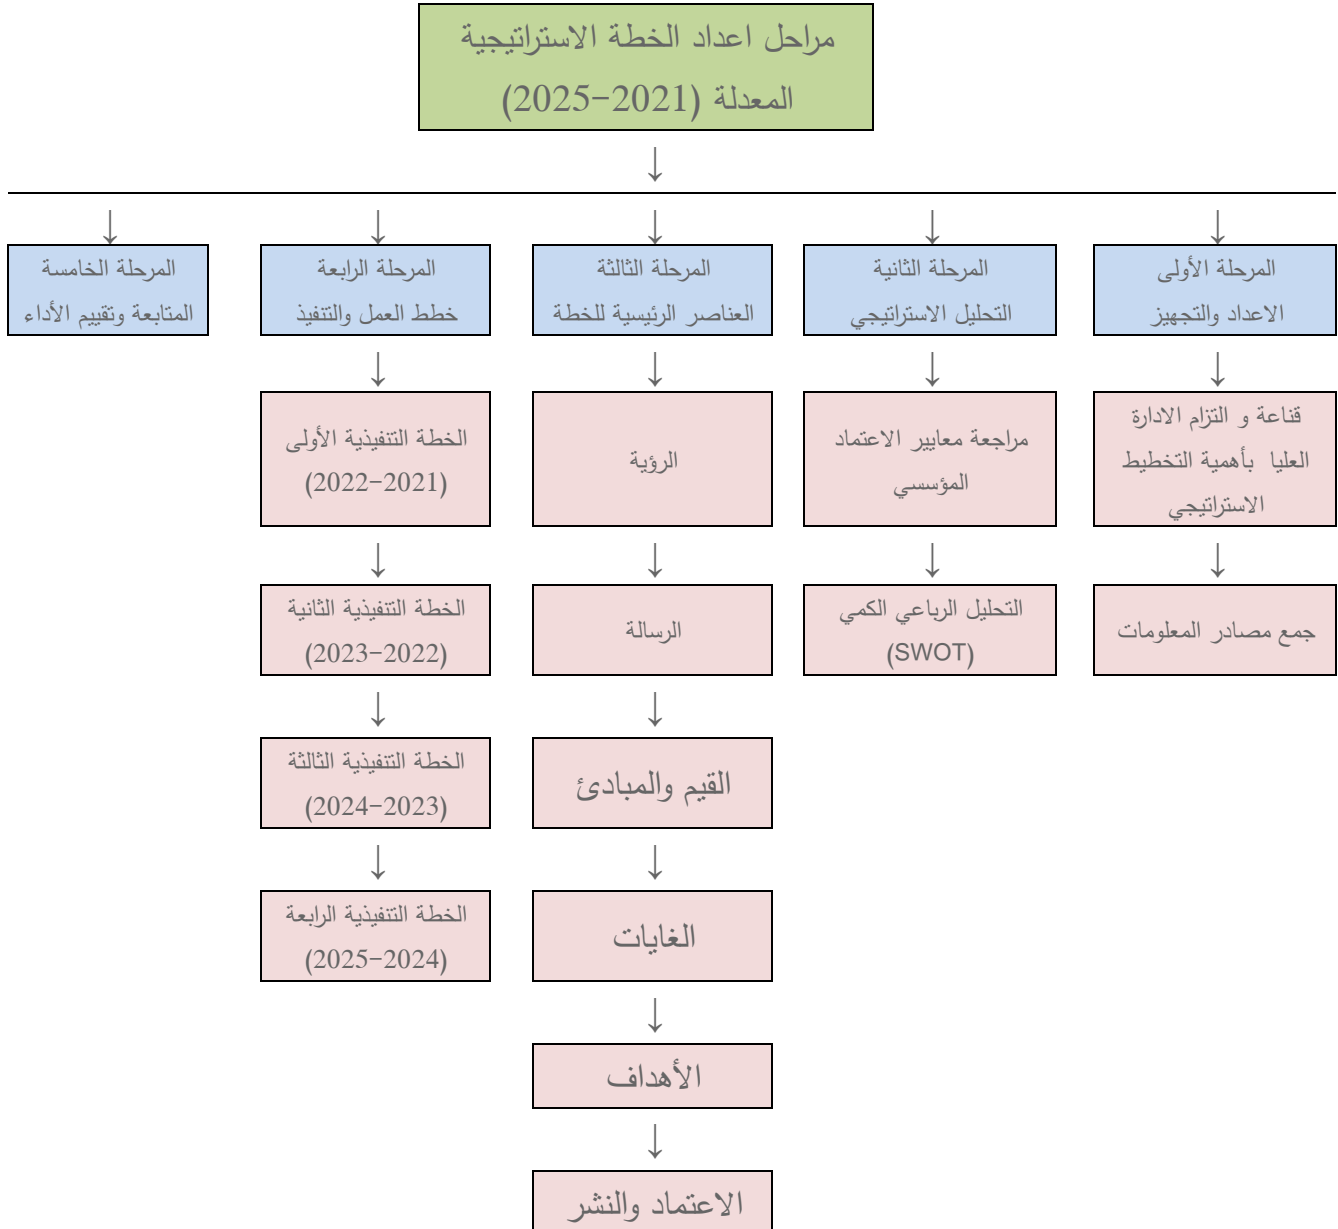 مراحل اعداد الخطة الاستراتيجية
المعدلة (2021-2025)
المرحلة الأولى
الاعداد والتجهيز
المرحلة الثانية
التحليل الاستراتيجي
المرحلة الثالثة
العناصر الرئيسية للخطة
المرحلة الرابعة
خطط العمل والتنفيذ
المرحلة الخامسة
المتابعة وتقييم الأداء
قناعة و التزام الادارة
العليا بأهمية التخطيط
الاستراتيجي
جمع مصادر المعلومات
مراجعة معايير الاعتماد
المؤسسي
التحليل الرباعي الكمي
(SWOT)
الرؤية
الرسالة
القيم والمبادئ
الغايات
الأهداف
الاعتماد والنشر
الخطة التنفيذية الأولى
(2021-2022)
الخطة التنفيذية الثانية
(2022-2023)
الخطة التنفيذية الثالثة
(2023-2024)
الخطة التنفيذية الرابعة
(2024-2025)